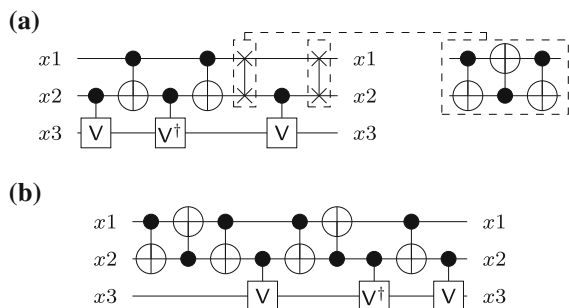 (a)
x1 x1
x2 x2
x3 V V† V x3
(b)
x1 x1
x2 x2
x3 V V† V x3